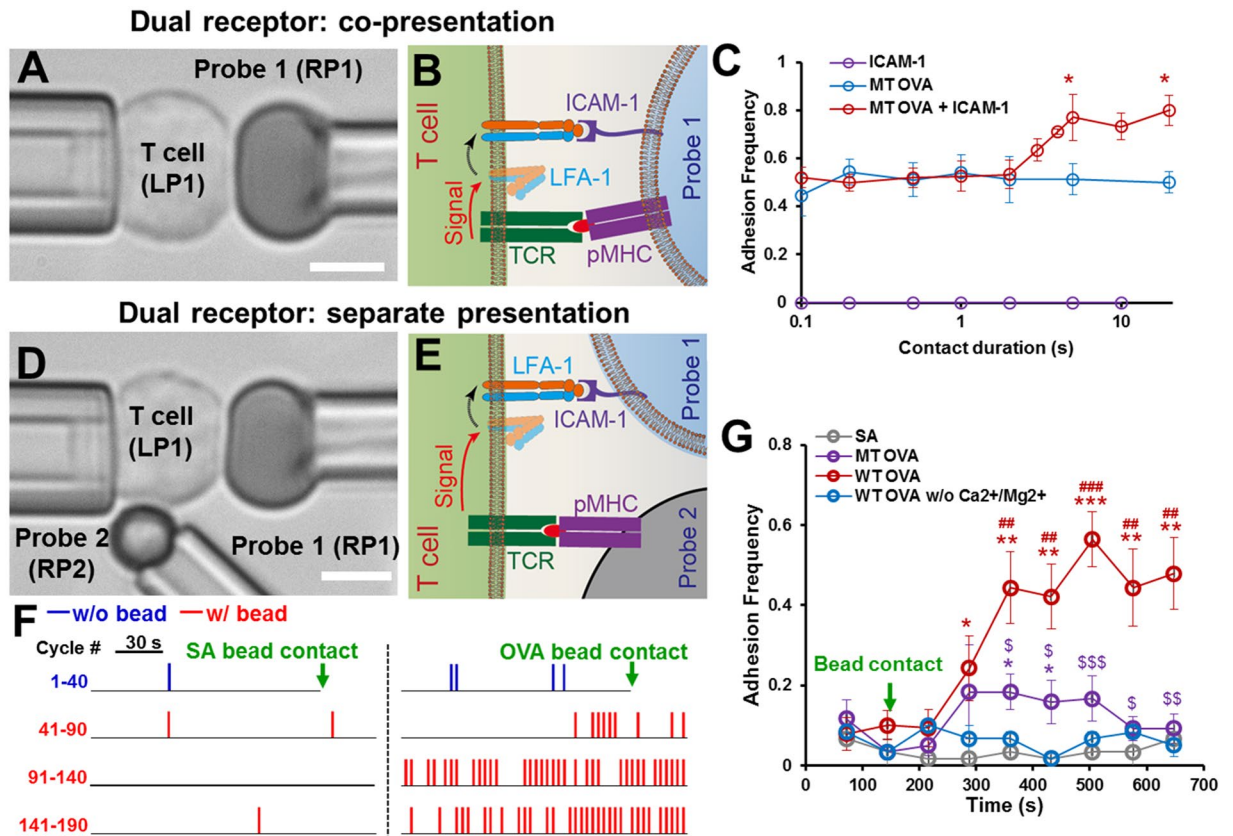 Dual receptor: co-presentation
A
Probe 1 (RP1)
T cell
(LP1)
B
T cell
ICAM-1
LFA-1
Signal
TCR
pMHC
Probe 1
C
ICAM-1
MT OVA
MT OVA + ICAM-1
* *
Adhesion Frequency
1
0.8
0.6
0.4
0.2
0
0.1 1 10
Contact duration (s)
Dual receptor: separate presentation
D
T cell
(LP1)
Probe 2
(RP2)
Probe 1 (RP1)
E
T cell
LFA-1
ICAM-1
Signal
pMHC
TCR
Probe 1
Probe 2
F
w/o bead w/ bead
Cycle # 30 s SA bead contact OVA bead contact
1-40
41-90
91-140
141-190
G
SA
MT OVA
WT OVA
WT OVA w/o Ca2+/Mg2+
Adhesion Frequency
0.8
0.6
0.4
0.2
0
Bead contact
*
##
**
##
**
###
***
##
**
##
**
$
*
$
*
$$$
$
$$
0 100 200 300 400 500 600 700
Time (s)